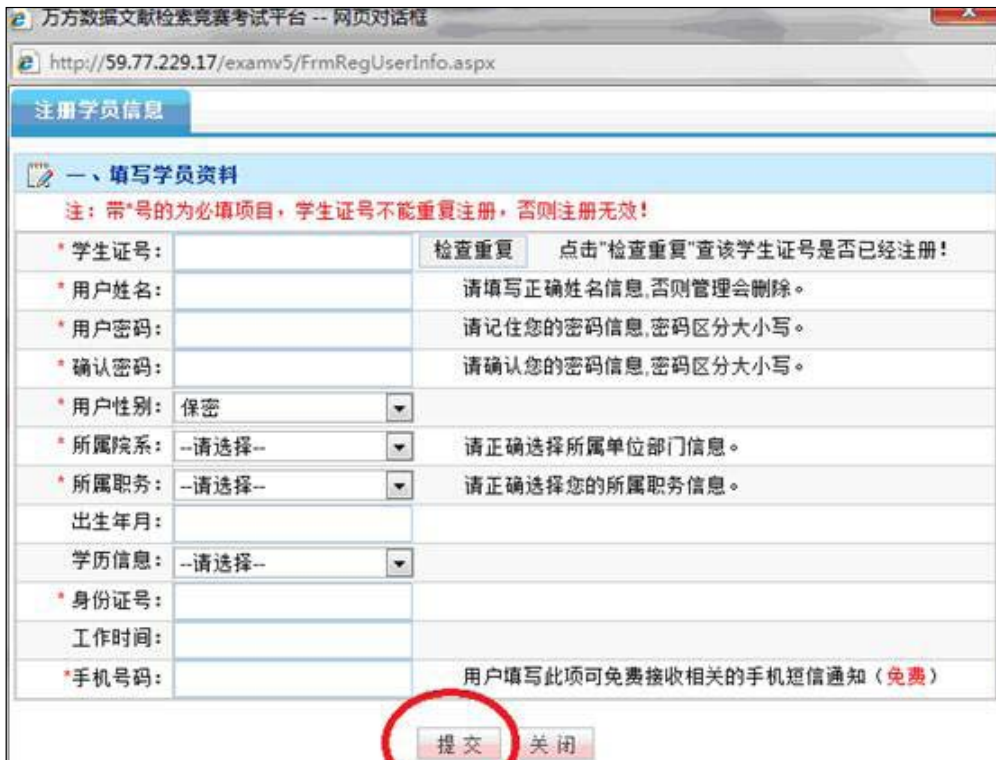 万方数据文献检索竞赛考试平台 -- 网页对话框
http://59.77.229.17/examv5/FrmRegUserInfo.aspx
注册学员信息
一、填写学员资料
注：带*号的为必填项目，学生证号不能重复注册，否则注册无效！
* 学生证号： 检查重复 点击"检查重复"查该学生证号是否已经注册！
* 用户姓名： 请填写正确姓名信息,否则管理会删除。
* 用户密码： 请记住您的密码信息,密码区分大小写。
* 确认密码： 请确认您的密码信息,密码区分大小写。
* 用户性别： 保密
* 所属院系： --请选择-- 请正确选择所属单位部门信息。
* 所属职务： --请选择-- 请正确选择您的所属职务信息。
出生年月：
学历信息： --请选择--
* 身份证号：
工作时间：
*手机号码： 用户填写此项可免费接收相关的手机短信通知（免费）
提 交 关 闭